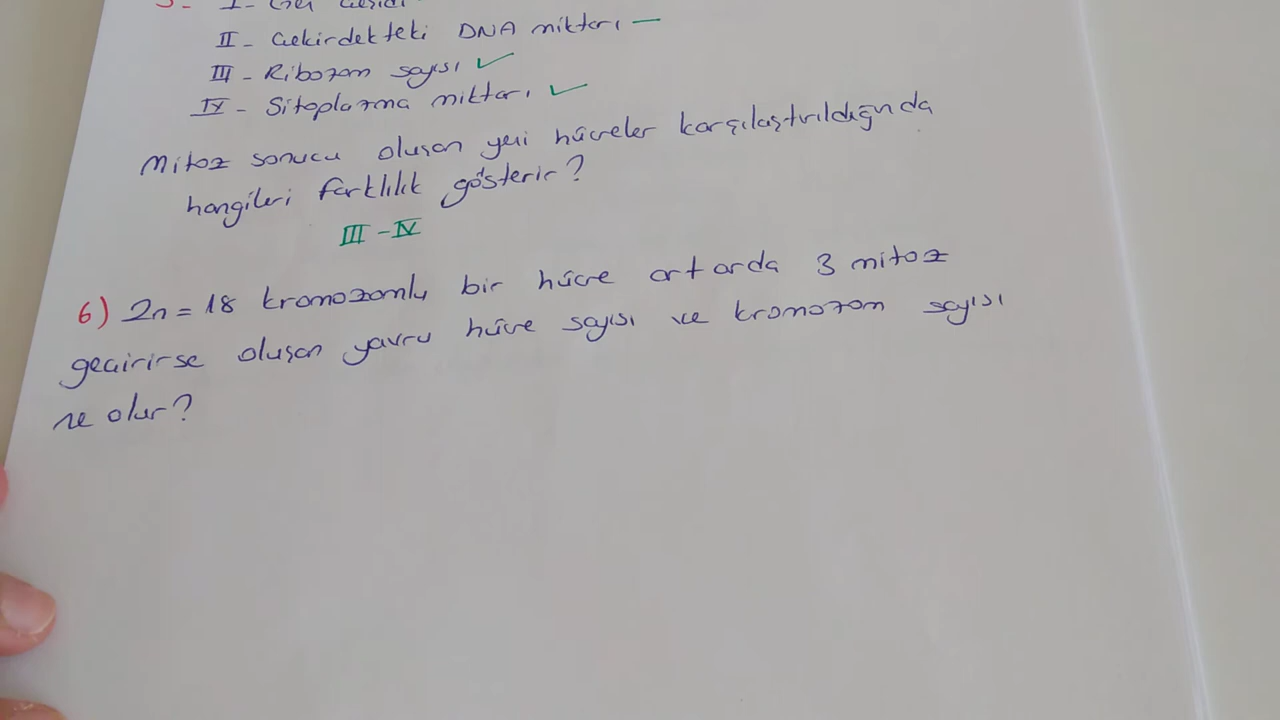 II - Çekirdekteki DNA miktarı —
III - Ribozom sayısı ✓
IV - Sitoplazma miktarı ✓
Mitoz sonucu oluşan yeni hücreler karşılaştırıldığında
hangileri farklılık gösterir?
III - IV
6) 2n = 18 kromozomlu bir hücre art arda 3 mitoz
geçirirse oluşan yavru hücre sayısı ve kromozom sayısı
ne olur?